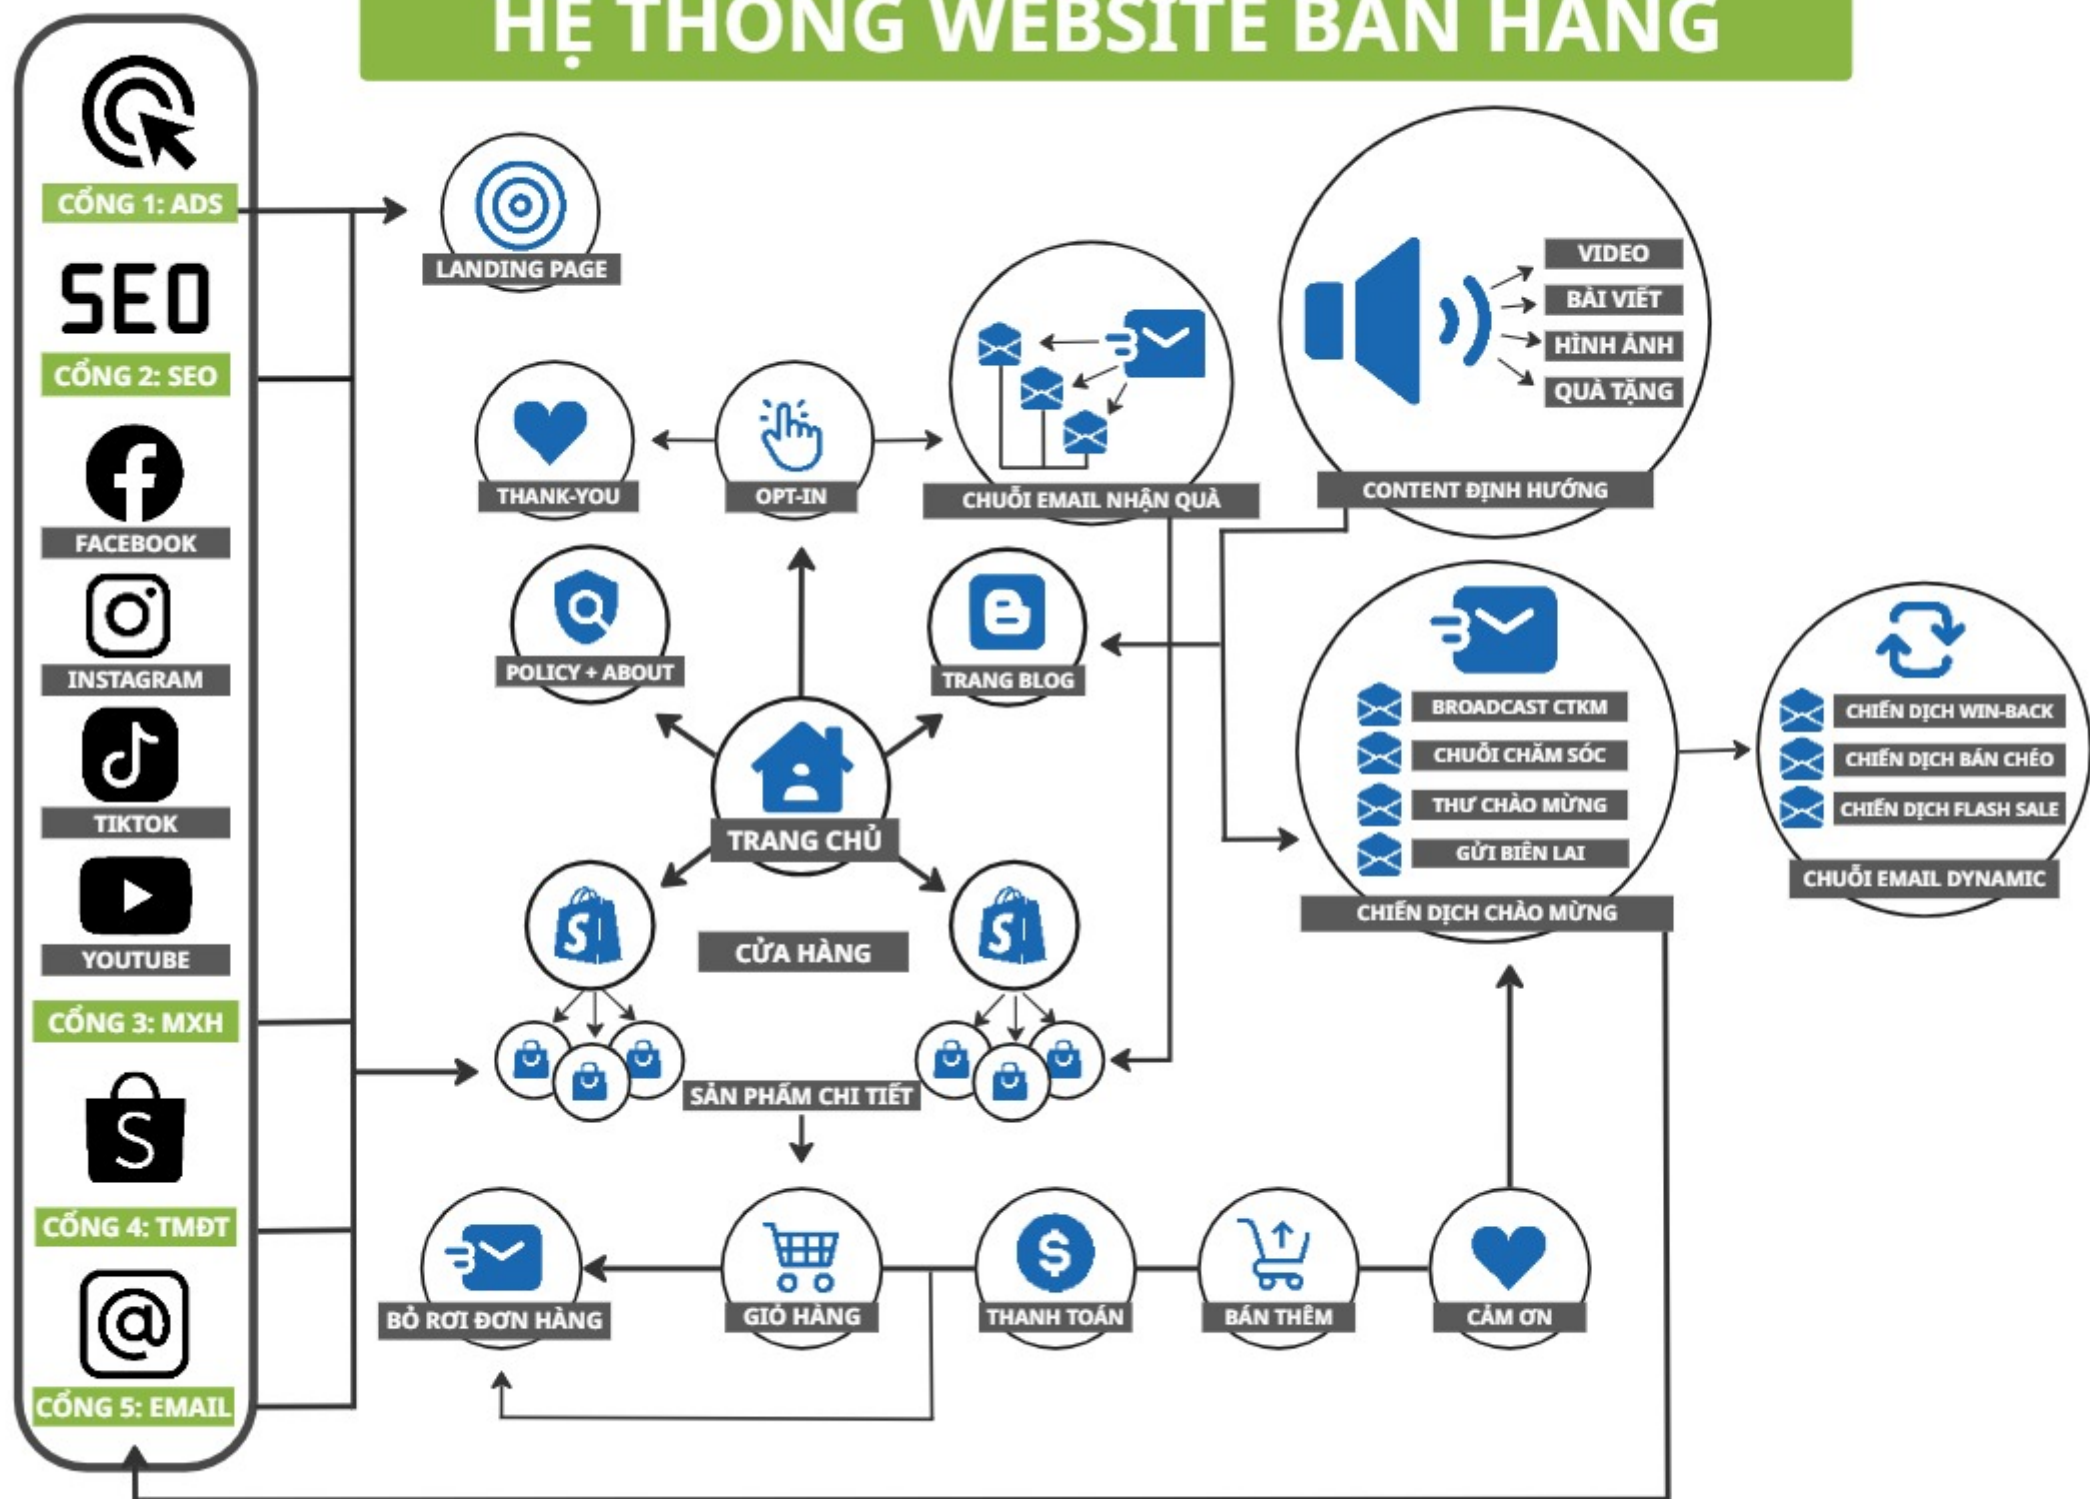 HỆ THỐNG WEBSITE BÁN HÀNG
CỔNG 1: ADS
SEO
CỔNG 2: SEO
FACEBOOK
INSTAGRAM
TIKTOK
YOUTUBE
CỔNG 3: MXH
S
CỔNG 4: TMĐT
@
CỔNG 5: EMAIL
LANDING PAGE
THANK-YOU
OPT-IN
CHUỖI EMAIL NHẬN QUÀ
VIDEO
BÀI VIẾT
HÌNH ẢNH
QUÀ TẶNG
CONTENT ĐỊNH HƯỚNG
POLICY + ABOUT
TRANG BLOG
TRANG CHỦ
CỬA HÀNG
SẢN PHẨM CHI TIẾT
BROADCAST CTKM
CHUỖI CHĂM SÓC
THƯ CHÀO MỪNG
GỬI BIÊN LAI
CHIẾN DỊCH CHÀO MỪNG
CHIẾN DỊCH WIN-BACK
CHIẾN DỊCH BÁN CHÉO
CHIẾN DỊCH FLASH SALE
CHUỖI EMAIL DYNAMIC
BỎ RƠI ĐƠN HÀNG
GIỎ HÀNG
THANH TOÁN
BÁN THÊM
CẢM ƠN